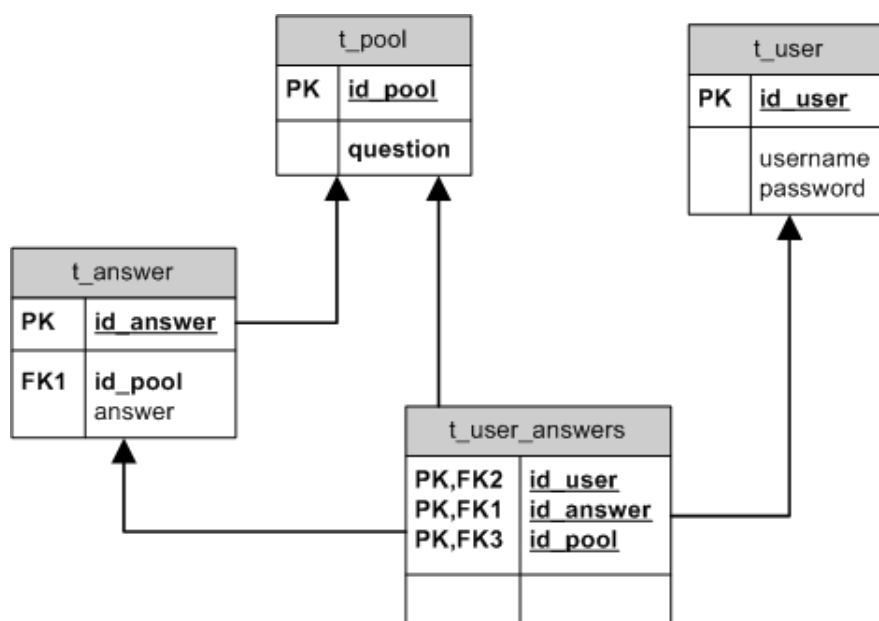 t_pool
PK id_pool
question
t_user
PK id_user
username
password
t_answer
PK id_answer
FK1 id_pool
answer
t_user_answers
PK,FK2 id_user
PK,FK1 id_answer
PK,FK3 id_pool